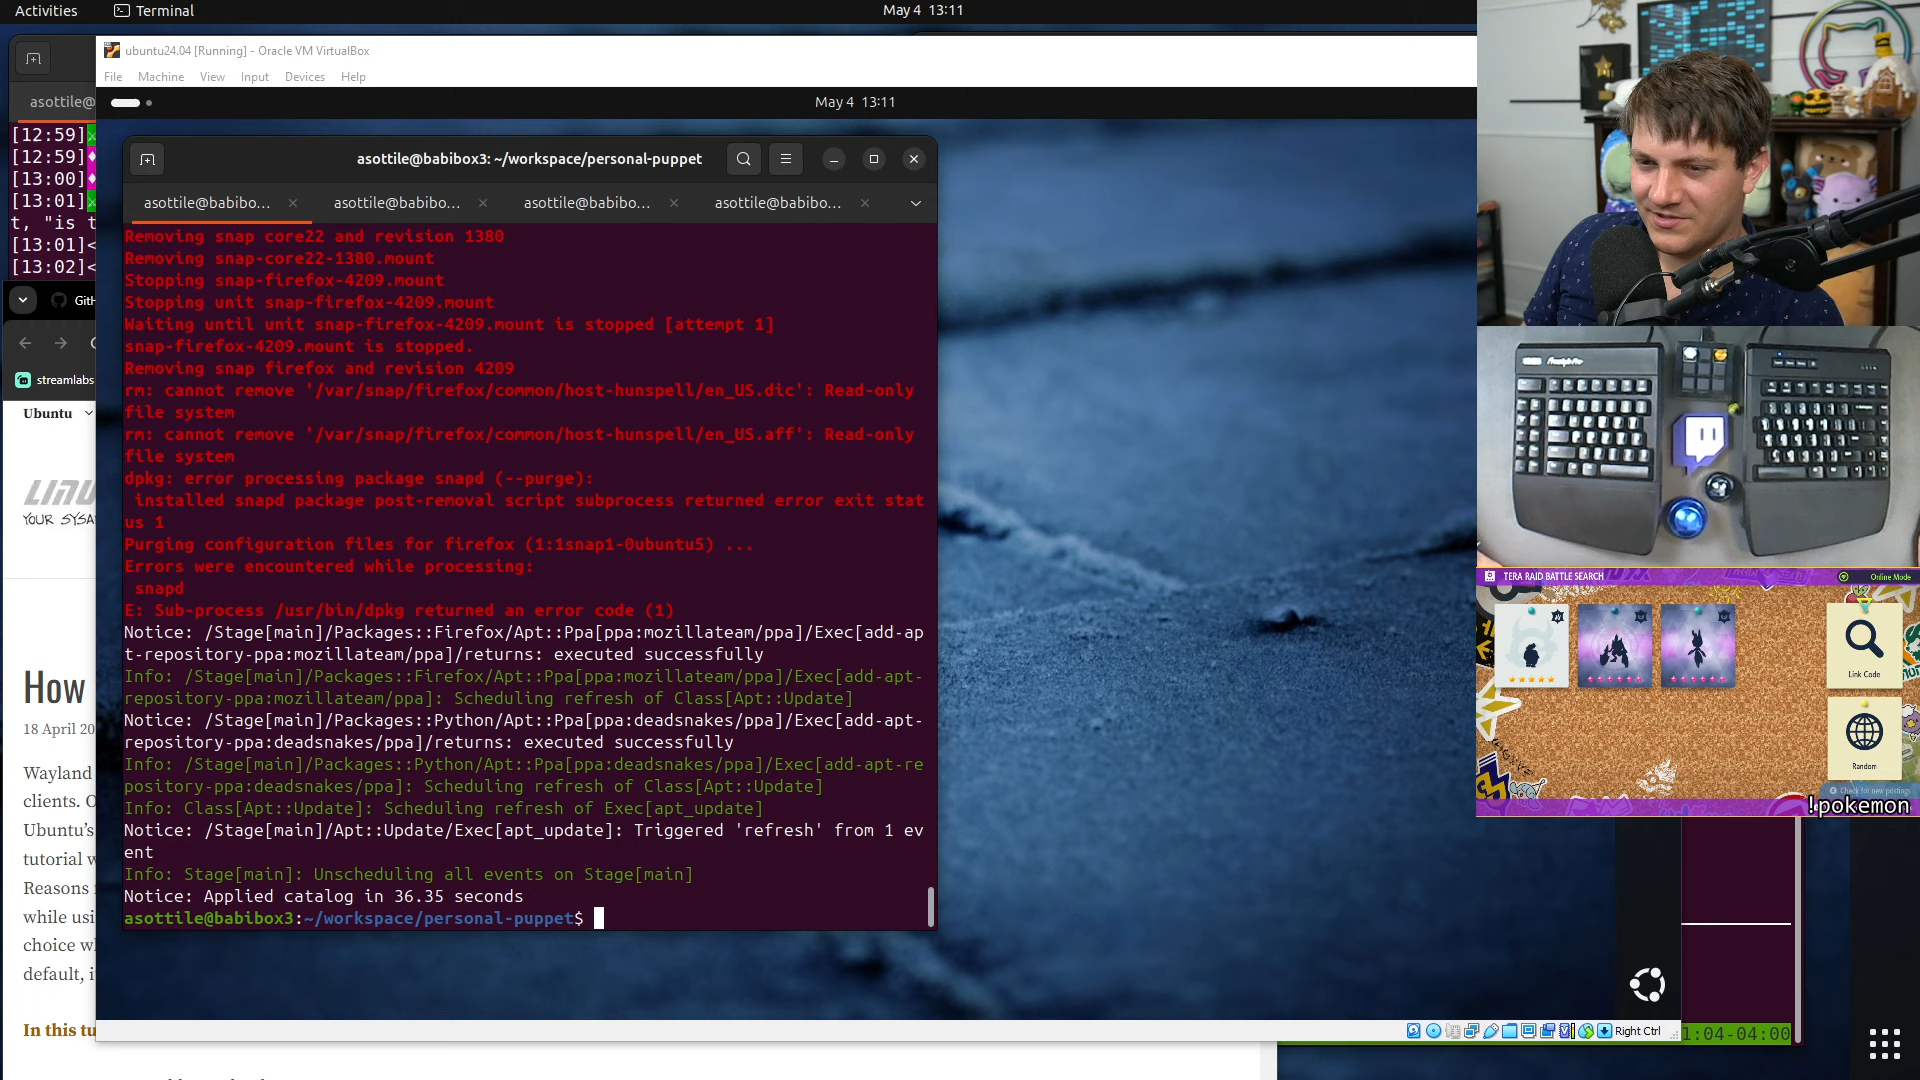 Activities
Terminal
May 4 13:11
ubuntu24.04 [Running] - Oracle VM VirtualBox
File Machine View Input Devices Help
May 4 13:11
asottile@
[12:59]
[12:59]
[13:00]
[13:01]
t, "is t
[13:01]<
[13:02]<
GitH
streamlabs
Ubuntu
YOUR SYSA
How
18 April 20
Wayland
clients. O
Ubuntu's
tutorial w
Reasons
while usi
choice wh
default, i
In this tu
asottile@babibox3: ~/workspace/personal-puppet
asottile@babibo... × asottile@babibo... × asottile@babibo... × asottile@babibo... ×
Removing snap core22 and revision 1380
Removing snap-core22-1380.mount
Stopping snap-firefox-4209.mount
Stopping unit snap-firefox-4209.mount
Waiting until unit snap-firefox-4209.mount is stopped [attempt 1]
snap-firefox-4209.mount is stopped.
Removing snap firefox and revision 4209
rm: cannot remove '/var/snap/firefox/common/host-hunspell/en_US.dic': Read-only
file system
rm: cannot remove '/var/snap/firefox/common/host-hunspell/en_US.aff': Read-only
file system
dpkg: error processing package snapd (--purge):
installed snapd package post-removal script subprocess returned error exit stat
us 1
Purging configuration files for firefox (1:1snap1-0ubuntu5) ...
Errors were encountered while processing:
snapd
E: Sub-process /usr/bin/dpkg returned an error code (1)
Notice: /Stage[main]/Packages::Firefox/Apt::Ppa[ppa:mozillateam/ppa]/Exec[add-ap
t-repository-ppa:mozillateam/ppa]/returns: executed successfully
Info: /Stage[main]/Packages::Firefox/Apt::Ppa[ppa:mozillateam/ppa]/Exec[add-apt-
repository-ppa:mozillateam/ppa]: Scheduling refresh of Class[Apt::Update]
Notice: /Stage[main]/Packages::Python/Apt::Ppa[ppa:deadsnakes/ppa]/Exec[add-apt-
repository-ppa:deadsnakes/ppa]/returns: executed successfully
Info: /Stage[main]/Packages::Python/Apt::Ppa[ppa:deadsnakes/ppa]/Exec[add-apt-re
pository-ppa:deadsnakes/ppa]: Scheduling refresh of Class[Apt::Update]
Info: Class[Apt::Update]: Scheduling refresh of Exec[apt_update]
Notice: /Stage[main]/Apt::Update/Exec[apt_update]: Triggered 'refresh' from 1 ev
ent
Info: Stage[main]: Unscheduling all events on Stage[main]
Notice: Applied catalog in 36.35 seconds
asottile@babibox3:~/workspace/personal-puppet$
TERA RAID BATTLE SEARCH
Online Mode
Link Code
Random
Check for new postings
!pokemon
Right Ctrl
1:04-04:00